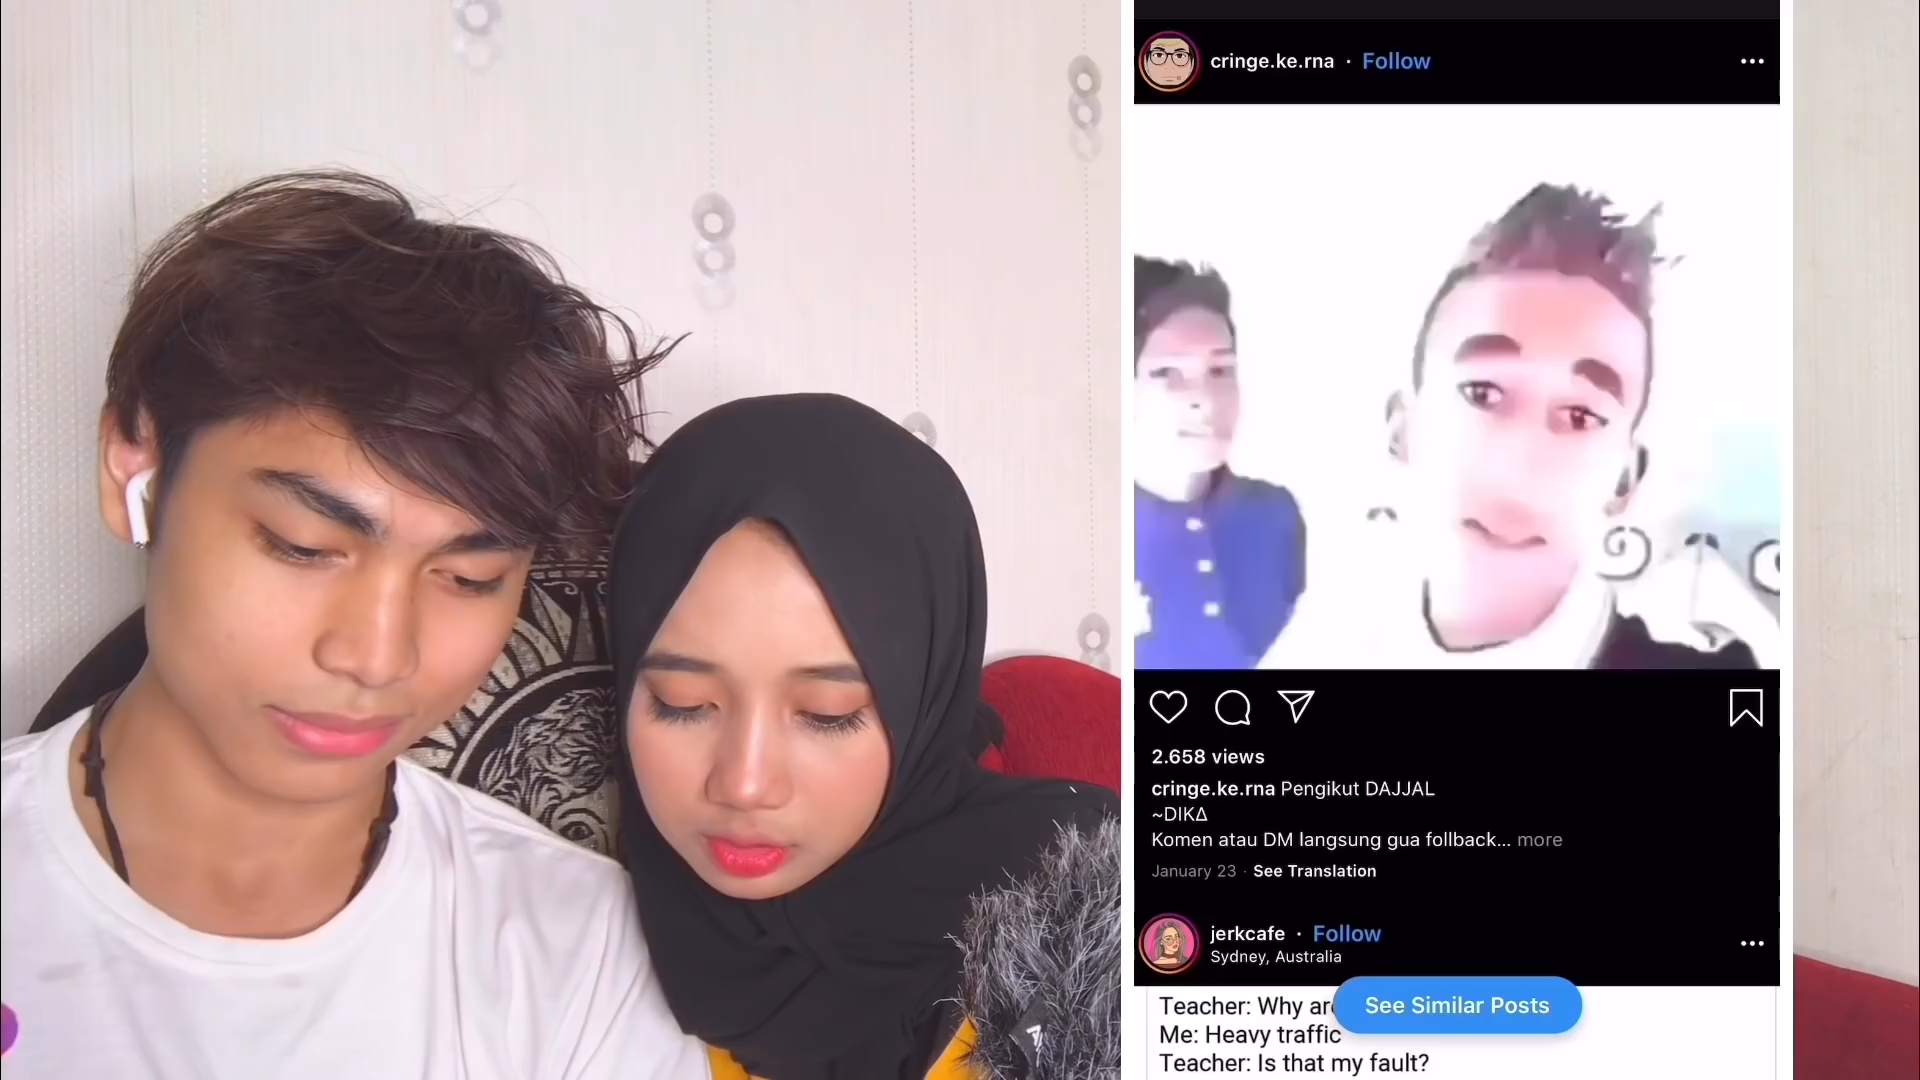 cringe.ke.rna · Follow
2.658 views
cringe.ke.rna Pengikut DAJJAL
~DIKΔ
Komen atau DM langsung gua follback... more
January 23 · See Translation
jerkcafe · Follow
Sydney, Australia
Teacher: Why
See Similar Posts
Me: Heavy traffic
Teacher: Is that my fault?